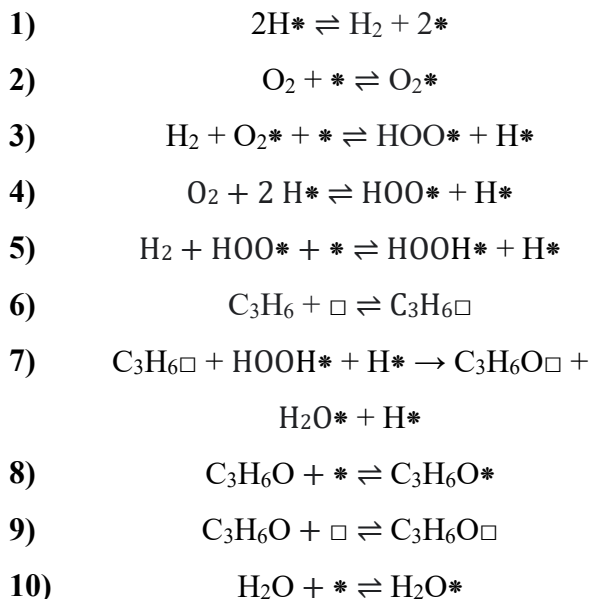 1) 2H* ⇌ H₂ + 2*
2) O₂ + * ⇌ O₂*
3) H₂ + O₂* + * ⇌ HOO* + H*
4) O₂ + 2 H* ⇌ HOO* + H*
5) H₂ + HOO* + * ⇌ HOOH* + H*
6) C₃H₆ + □ ⇌ C₃H₆□
7) C₃H₆□ + HOOH* + H* → C₃H₆O□ +
H₂O* + H*
8) C₃H₆O + * ⇌ C₃H₆O*
9) C₃H₆O + □ ⇌ C₃H₆O□
10) H₂O + * ⇌ H₂O*